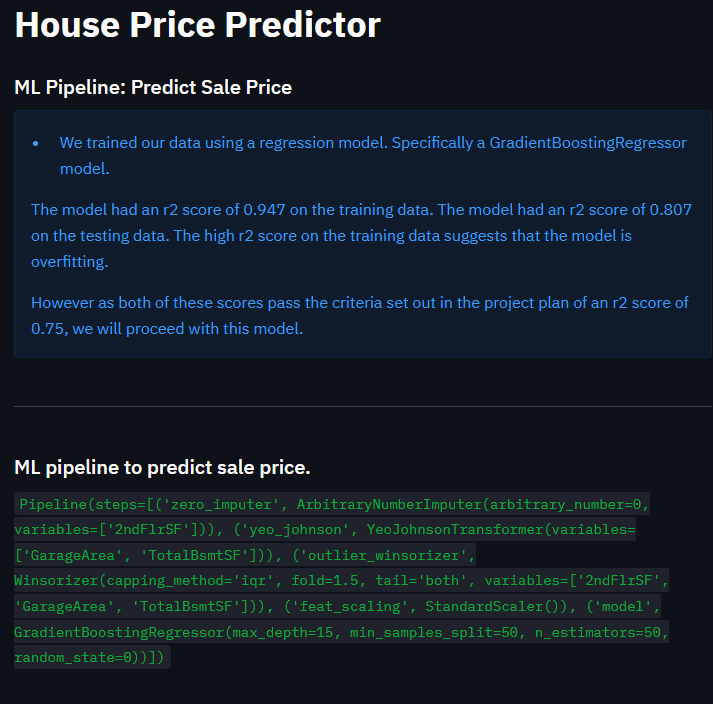 House Price Predictor
ML Pipeline: Predict Sale Price
• We trained our data using a regression model. Specifically a GradientBoostingRegressor
model.
The model had an r2 score of 0.947 on the training data. The model had an r2 score of 0.807
on the testing data. The high r2 score on the training data suggests that the model is
overfitting.
However as both of these scores pass the criteria set out in the project plan of an r2 score of
0.75, we will proceed with this model.
ML pipeline to predict sale price.
Pipeline(steps=[('zero_imputer', ArbitraryNumberImputer(arbitrary_number=0,
variables=['2ndFlrSF'])), ('yeo_johnson', YeoJohnsonTransformer(variables=
['GarageArea', 'TotalBsmtSF'])), ('outlier_winsorizer',
Winsorizer(capping_method='iqr', fold=1.5, tail='both', variables=['2ndFlrSF',
'GarageArea', 'TotalBsmtSF'])), ('feat_scaling', StandardScaler()), ('model',
GradientBoostingRegressor(max_depth=15, min_samples_split=50, n_estimators=50,
random_state=0))])